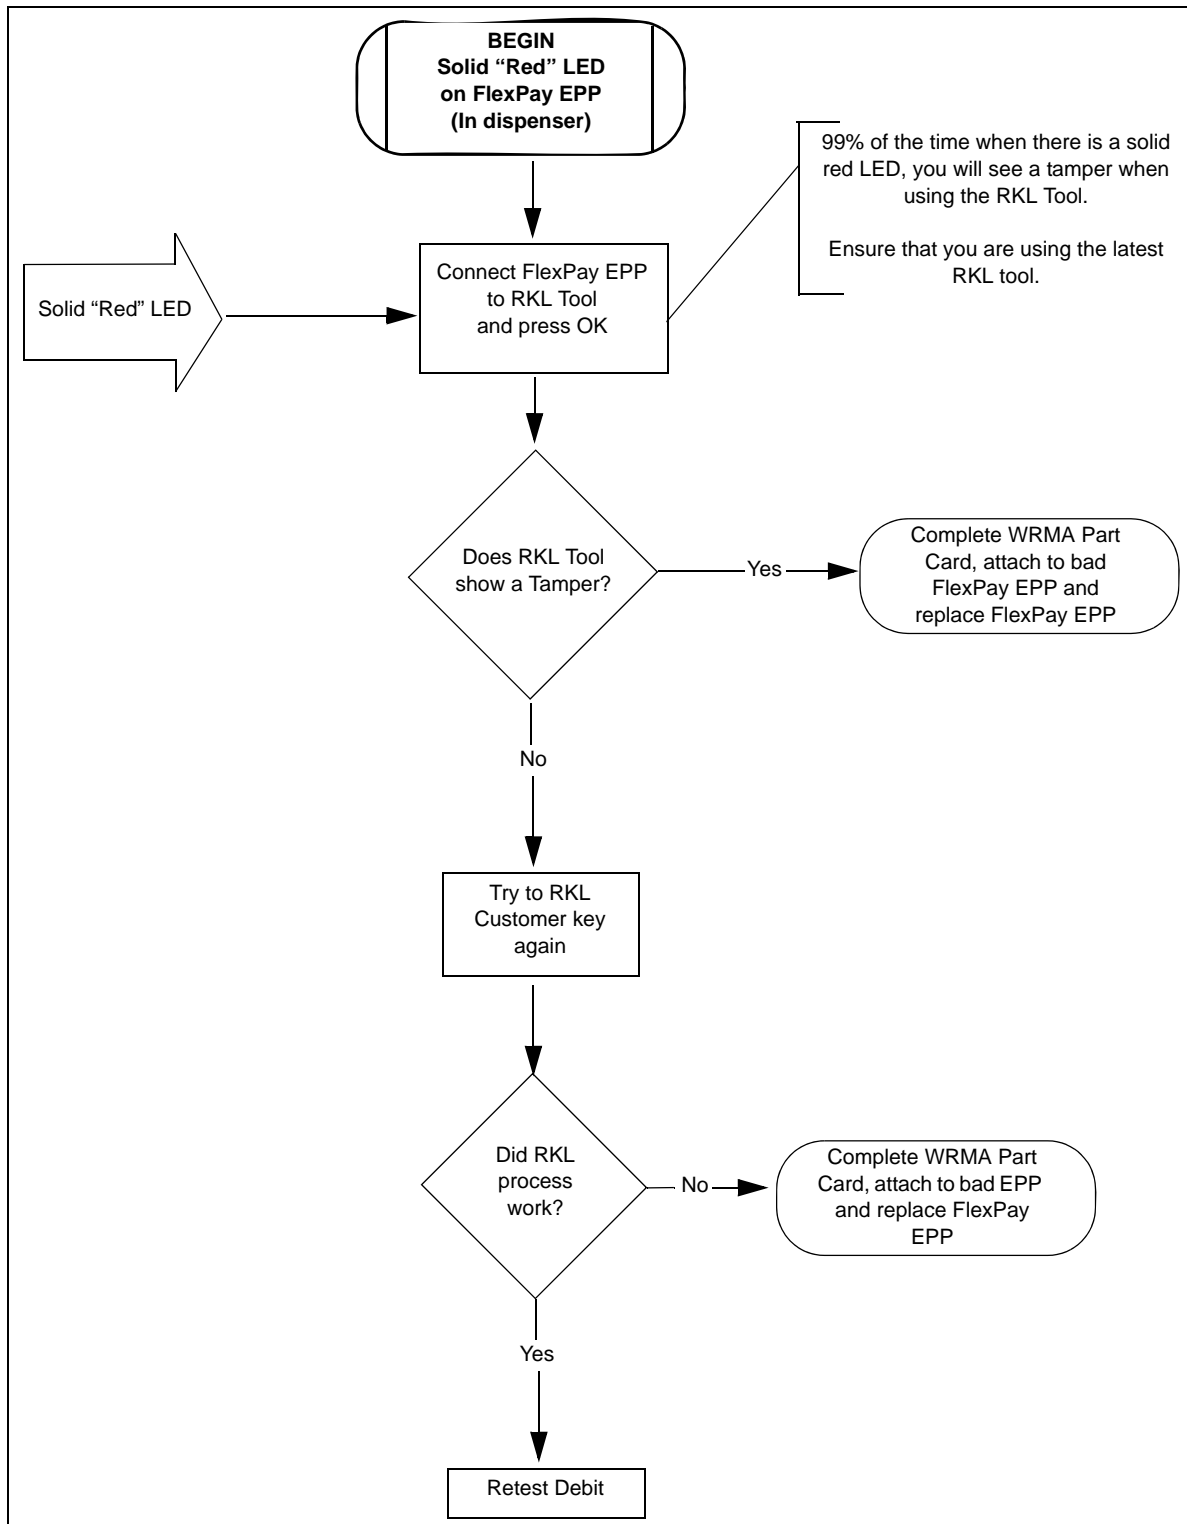 BEGIN
Solid “Red” LED
on FlexPay EPP
(In dispenser)
99% of the time when there is a solid
red LED, you will see a tamper when
using the RKL Tool.
Ensure that you are using the latest
RKL tool.
Solid “Red” LED
Connect FlexPay EPP
to RKL Tool
and press OK
Does RKL Tool
show a Tamper?
Yes
Complete WRMA Part
Card, attach to bad
FlexPay EPP and
replace FlexPay EPP
No
Try to RKL
Customer key
again
Did RKL
process
work?
No
Complete WRMA Part
Card, attach to bad EPP
and replace FlexPay
EPP
Yes
Retest Debit